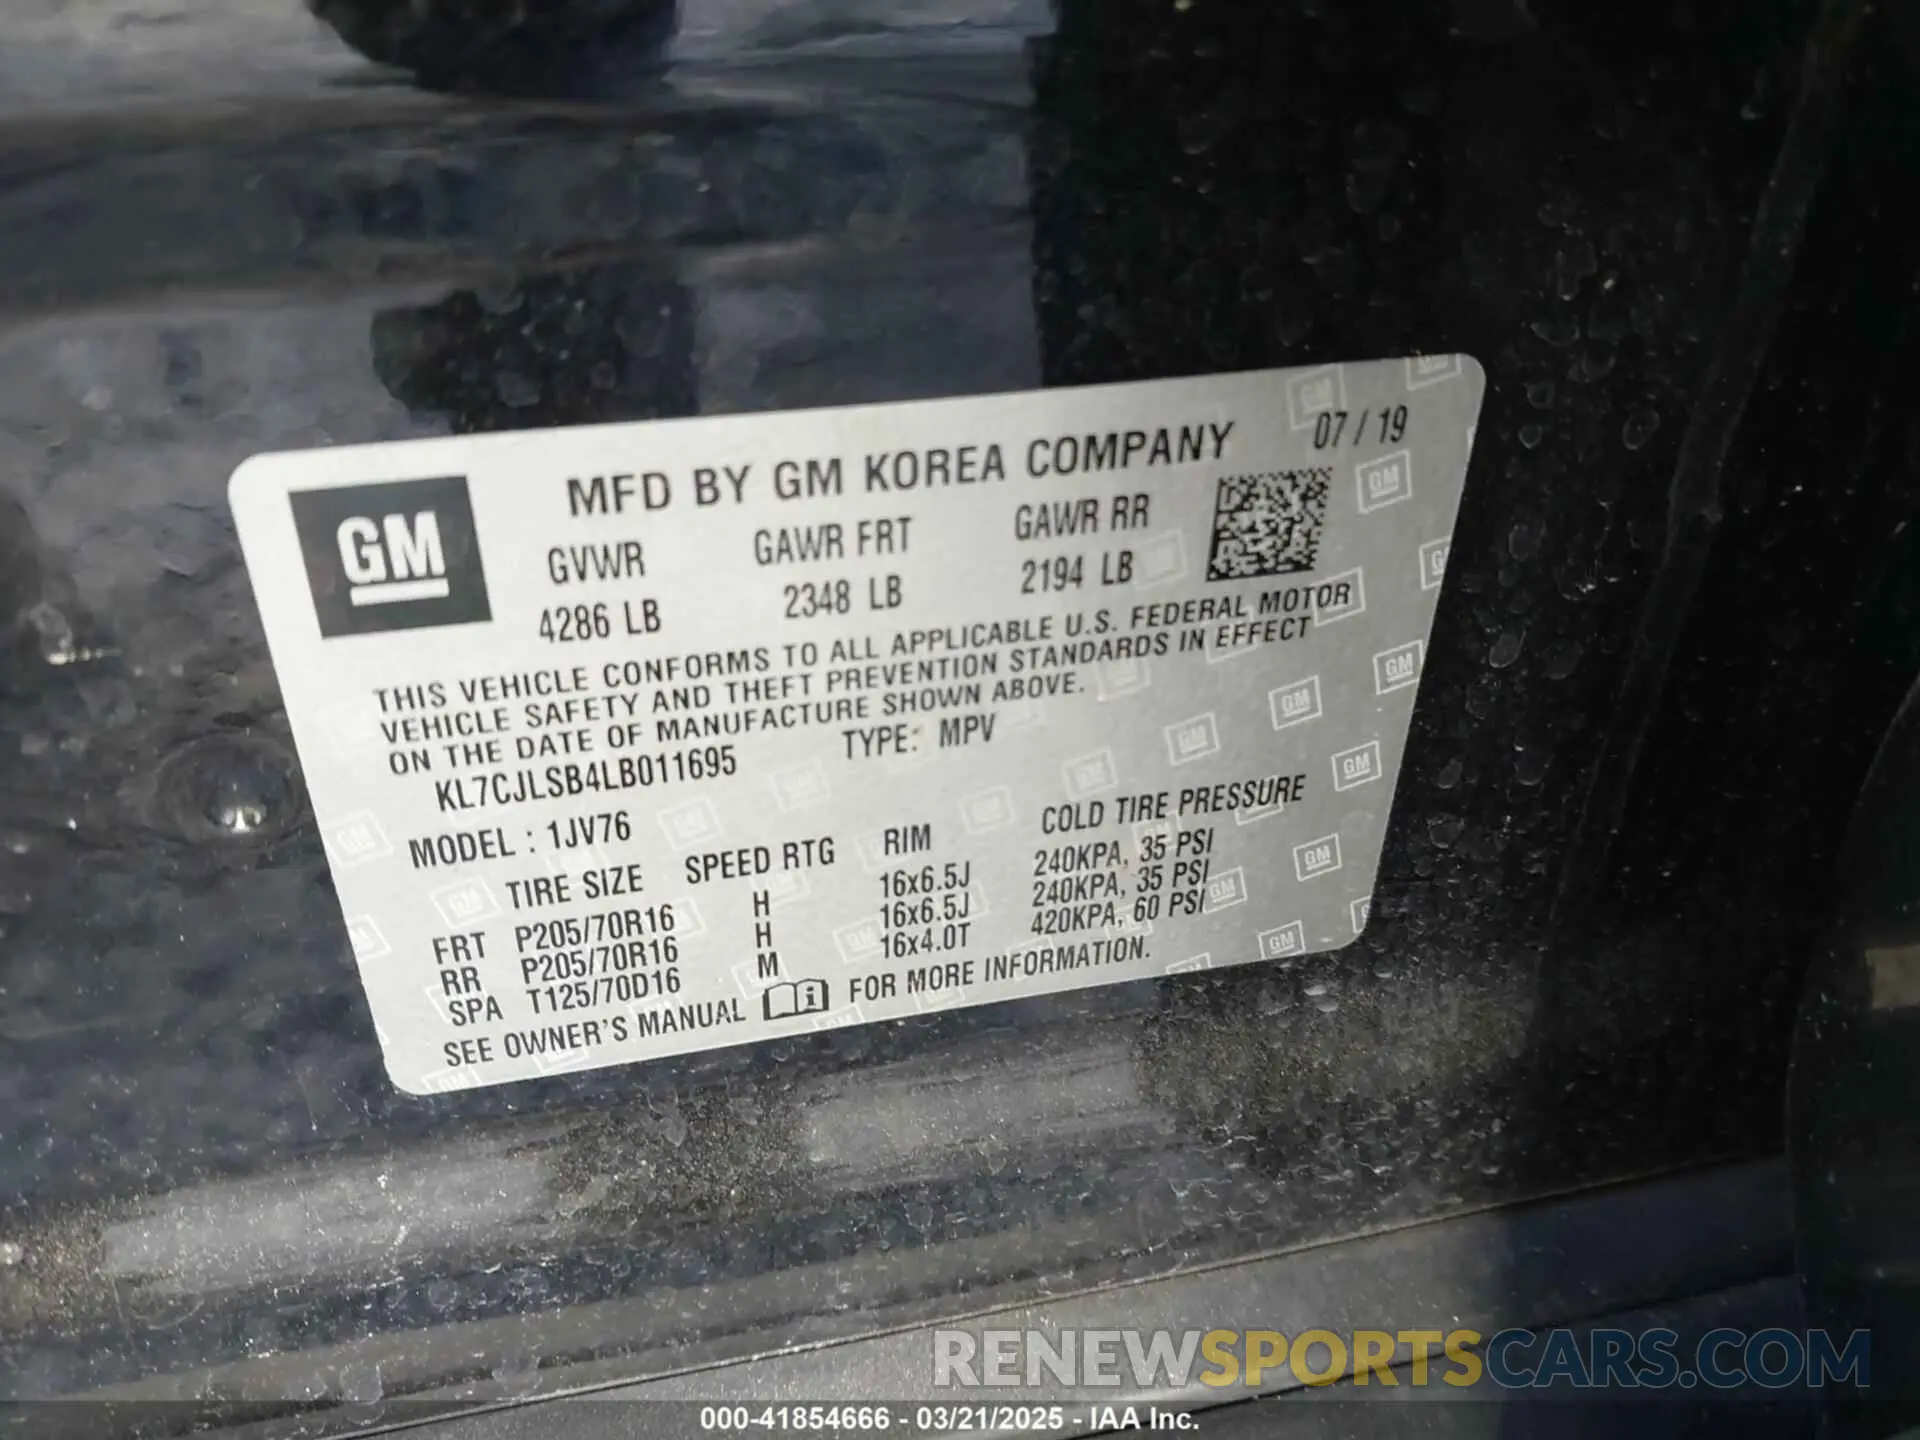 GM
MFD BY GM KOREA COMPANY 07 / 19
GVWR GAWR FRT GAWR RR
4286 LB 2348 LB 2194 LB
THIS VEHICLE CONFORMS TO ALL APPLICABLE U.S. FEDERAL MOTOR
VEHICLE SAFETY AND THEFT PREVENTION STANDARDS IN EFFECT
ON THE DATE OF MANUFACTURE SHOWN ABOVE.
KL7CJLSB4LB011695 TYPE: MPV
MODEL : 1JV76
TIRE SIZE SPEED RTG RIM COLD TIRE PRESSURE
FRT P205/70R16 H 16x6.5J 240KPA, 35 PSI
RR P205/70R16 H 16x6.5J 240KPA, 35 PSI
SPA T125/70D16 M 16x4.0T 420KPA, 60 PSI
SEE OWNER'S MANUAL FOR MORE INFORMATION.
RENEWSPORTSCARS.COM
000-41854666 - 03/21/2025 - IAA Inc.